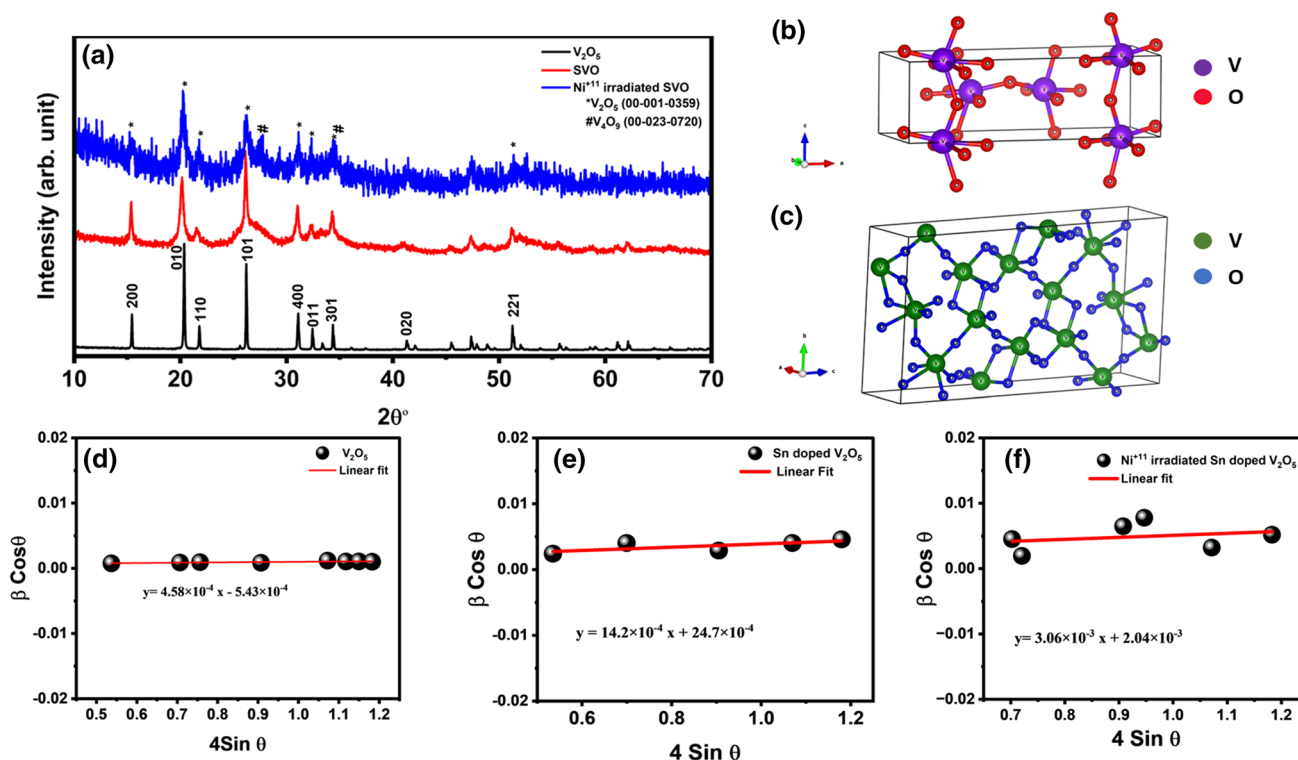 (a)
V₂O₅
SVO
Ni⁺¹¹ irradiated SVO
*V₂O₅ (00-001-0359)
#V₄O₉ (00-023-0720)
Intensity (arb. unit)
* * * * # * * *# *
200 010 110 101 400 011 301 020 221
10 20 30 40 50 60 70
2θ°
(b)
V
O
c
b a
(c)
V
O
b
a c
(d)
V₂O₅
Linear fit
β Cosθ
0.02
0.01
0.00
-0.01
-0.02
y= 4.58×10⁻⁴ x - 5.43×10⁻⁴
0.5 0.6 0.7 0.8 0.9 1.0 1.1 1.2
4Sin θ
(e)
Sn doped V₂O₅
Linear Fit
β Cos θ
0.02
0.01
0.00
-0.01
-0.02
y = 14.2×10⁻⁴ x + 24.7×10⁻⁴
0.6 0.8 1.0 1.2
4 Sin θ
(f)
Ni⁺¹¹ irradiated Sn doped V₂O₅
Linear fit
β Cos θ
0.02
0.01
0.00
−0.01
−0.02
y= 3.06×10⁻³ x + 2.04×10⁻³
0.7 0.8 0.9 1.0 1.1 1.2
4 Sin θ